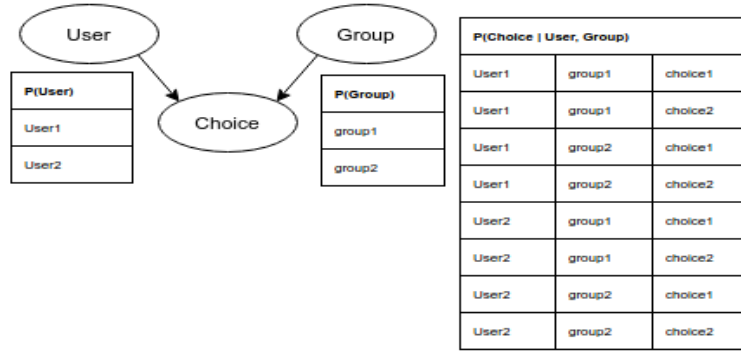 User
Group
Choice
P(User)
User1
User2
P(Group)
group1
group2
P(Choice | User, Group)
User1 group1 choice1
User1 group1 choice2
User1 group2 choice1
User1 group2 choice2
User2 group1 choice1
User2 group1 choice2
User2 group2 choice1
User2 group2 choice2